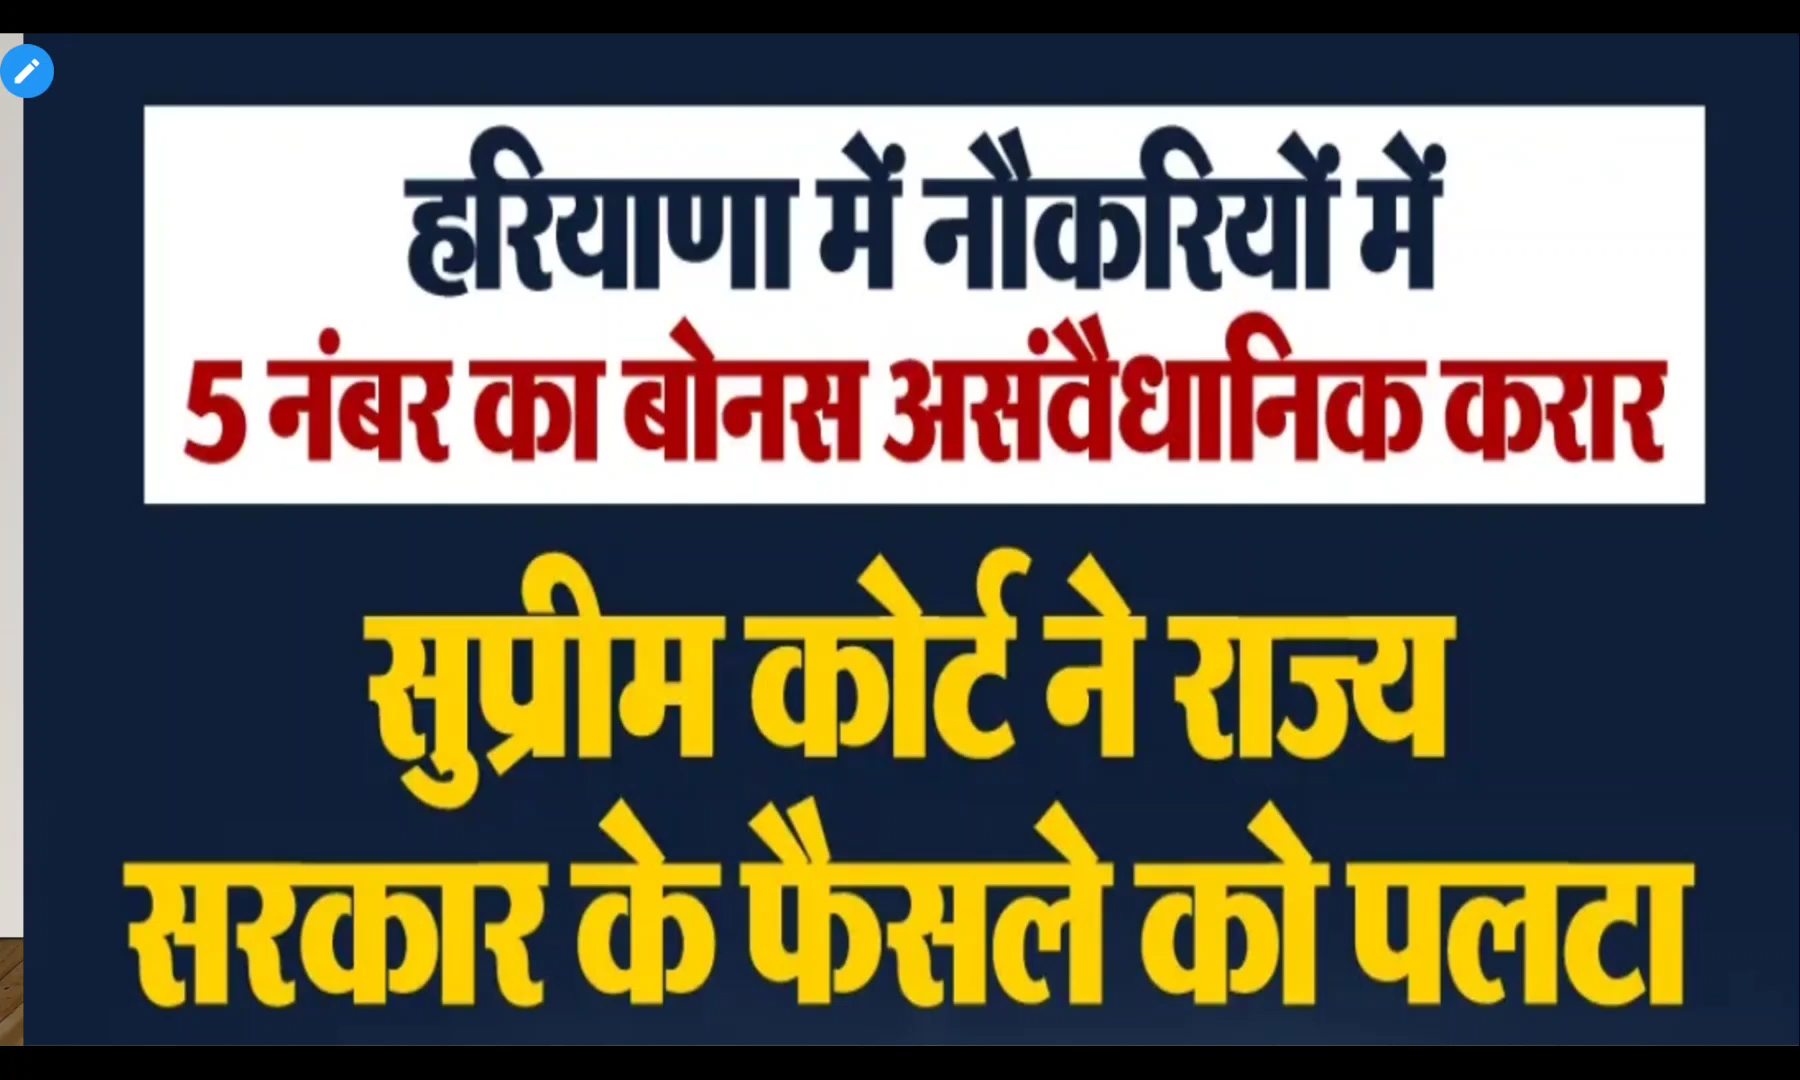 हरियाणा में नौकरियों में
5 नंबर का बोनस असंवैधानिक करार
सुप्रीम कोर्ट ने राज्य
सरकार के फैसले को पलटा